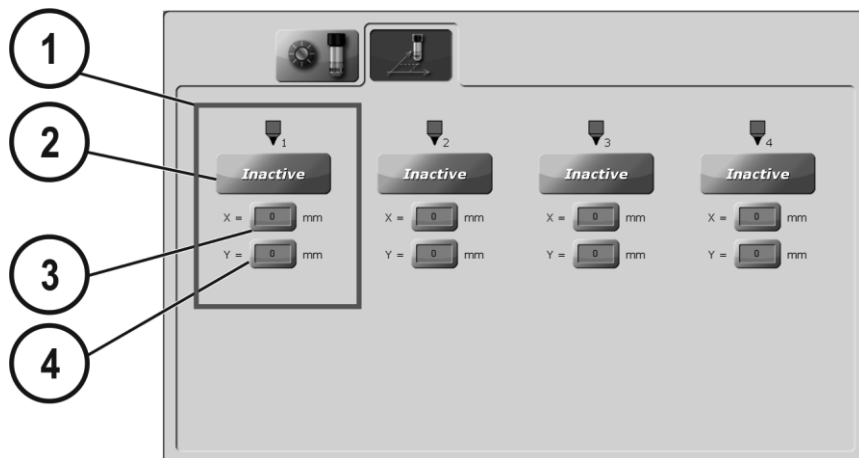 1
2
3
4
1 2 3 4
Inactive Inactive Inactive Inactive
X = 0 mm X = 0 mm X = 0 mm X = 0 mm
Y = 0 mm Y = 0 mm Y = 0 mm Y = 0 mm